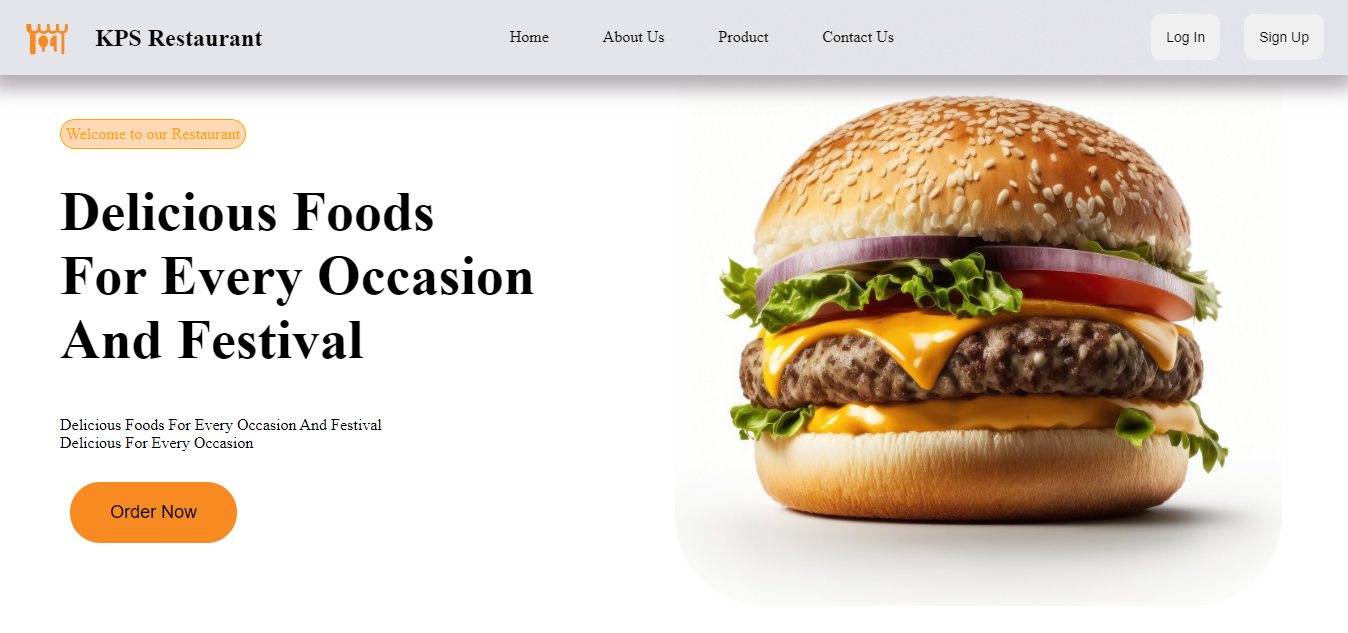 KPS Restaurant
Home
About Us
Product
Contact Us
Log In
Sign Up
Welcome to our Restaurant
Delicious Foods
For Every Occasion
And Festival
Delicious Foods For Every Occasion And Festival
Delicious For Every Occasion
Order Now